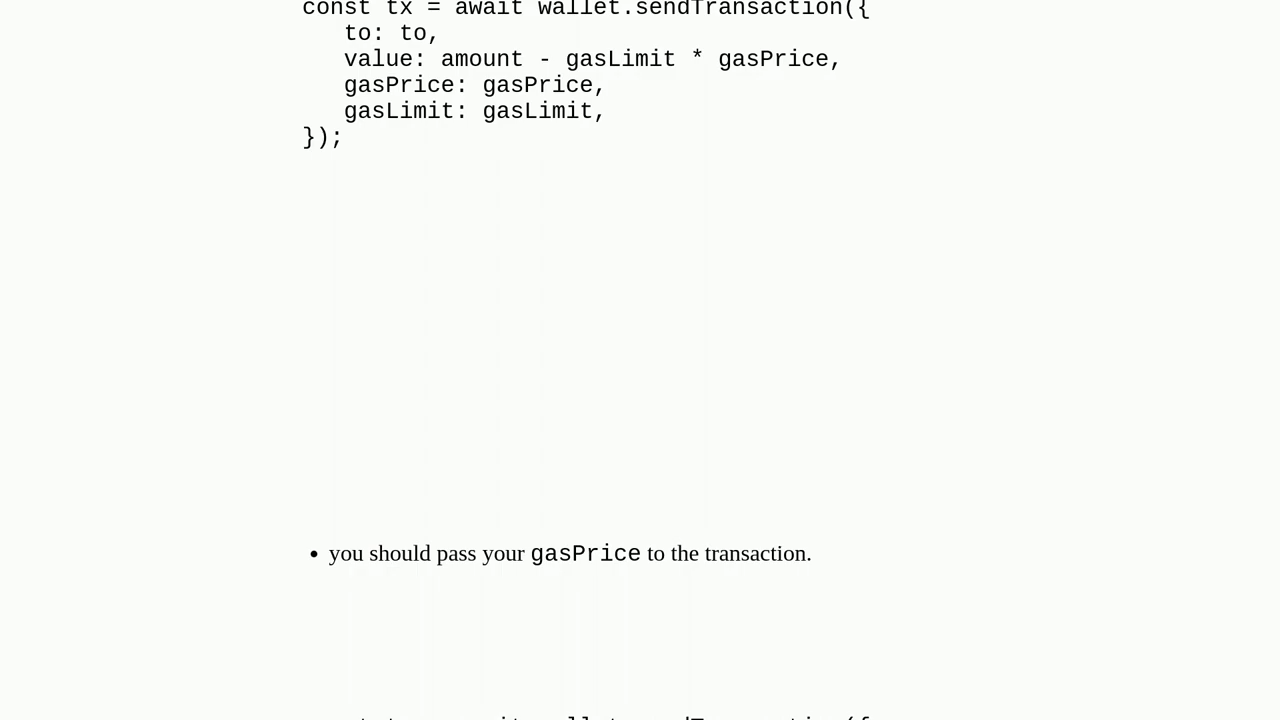 const tx = await wallet.sendTransaction({
   to: to,
   value: amount - gasLimit * gasPrice,
   gasPrice: gasPrice,
   gasLimit: gasLimit,
});
• you should pass your gasPrice to the transaction.